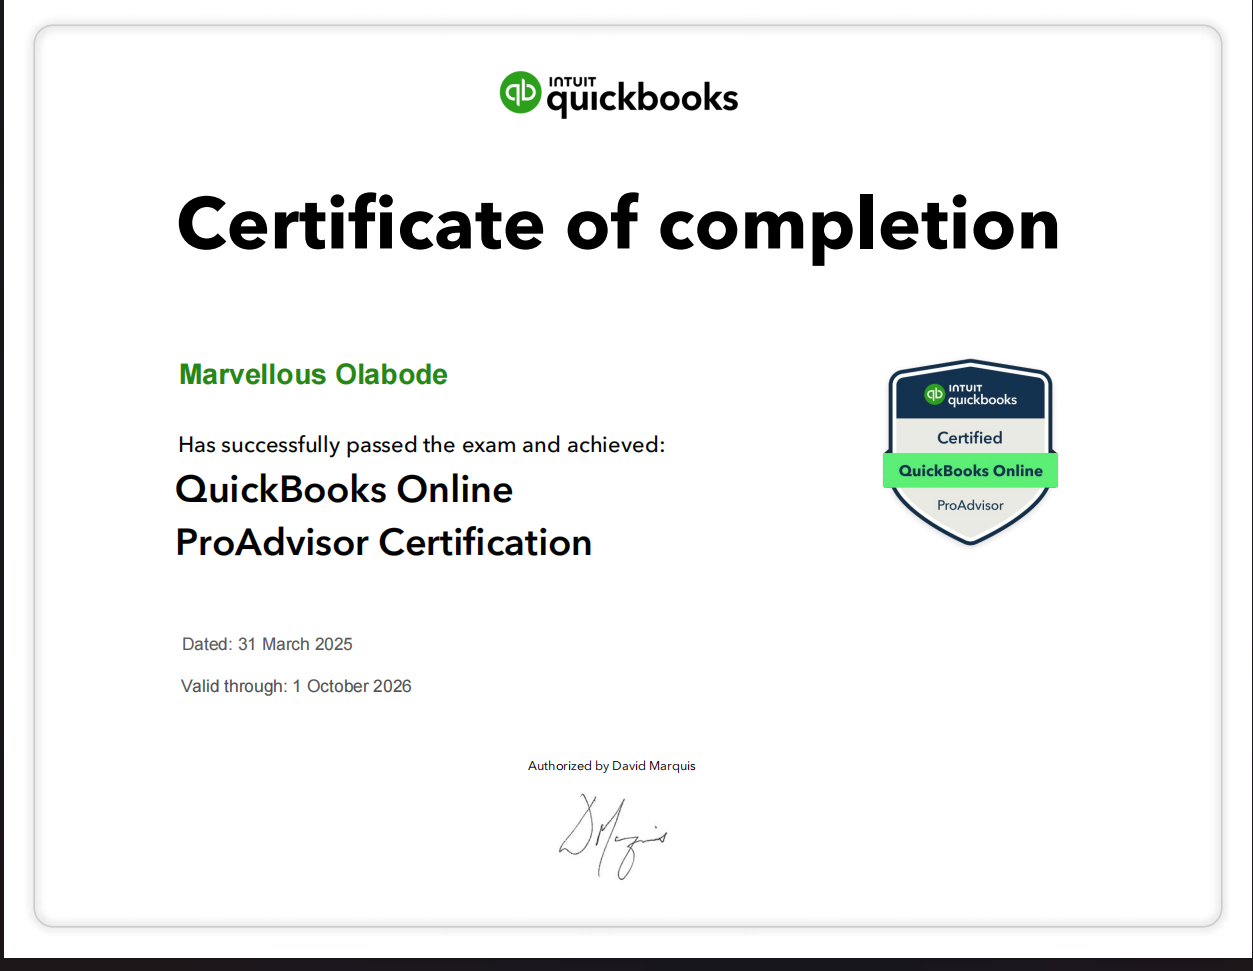 INTUIT
quickbooks
Certificate of completion
Marvellous Olabode
Has successfully passed the exam and achieved:
QuickBooks Online
ProAdvisor Certification
INTUIT
quickbooks
Certified
QuickBooks Online
ProAdvisor
Dated: 31 March 2025
Valid through: 1 October 2026
Authorized by David Marquis
D Marquis